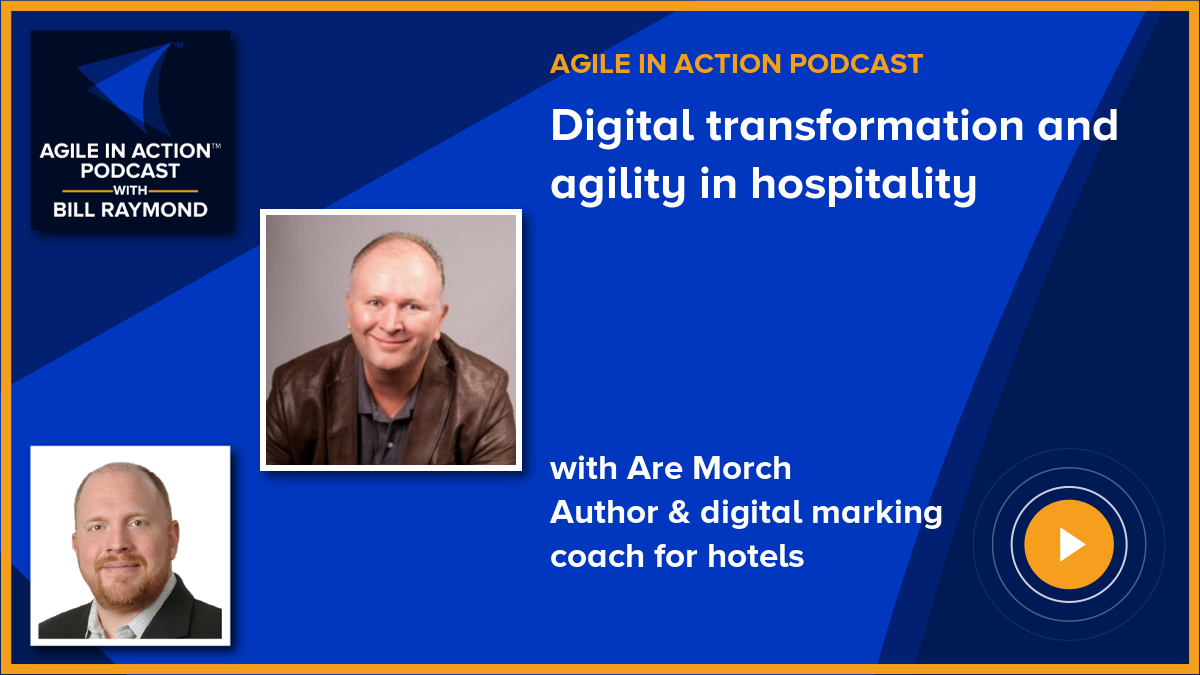 ™
AGILE IN ACTION™
PODCAST
WITH
BILL RAYMOND
AGILE IN ACTION PODCAST
Digital transformation and
agility in hospitality
with Are Morch
Author & digital marking
coach for hotels